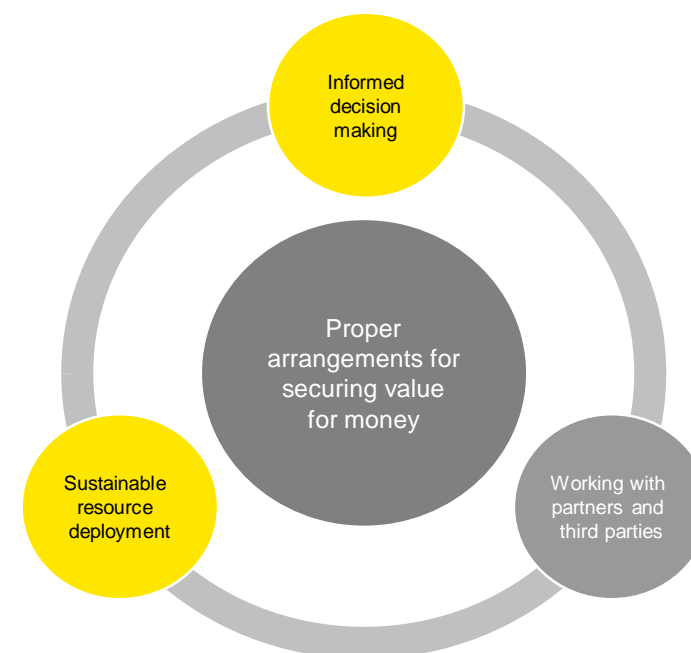 Informed
decision
making
Proper
arrangements for
securing value
for money
Sustainable
resource
deployment
Working with
partners and
third parties